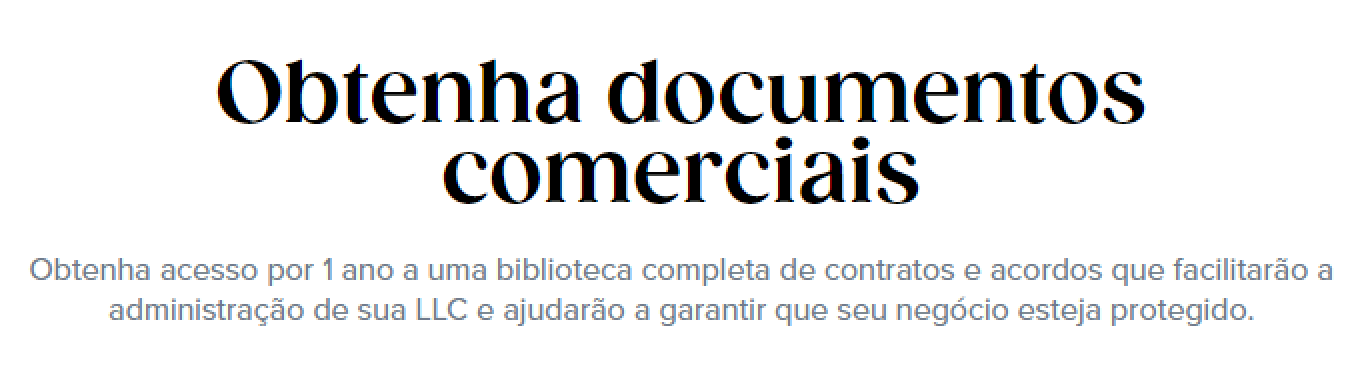 Obtenha documentos
comerciais
Obtenha acesso por 1 ano a uma biblioteca completa de contratos e acordos que facilitarão a
administração de sua LLC e ajudarão a garantir que seu negócio esteja protegido.